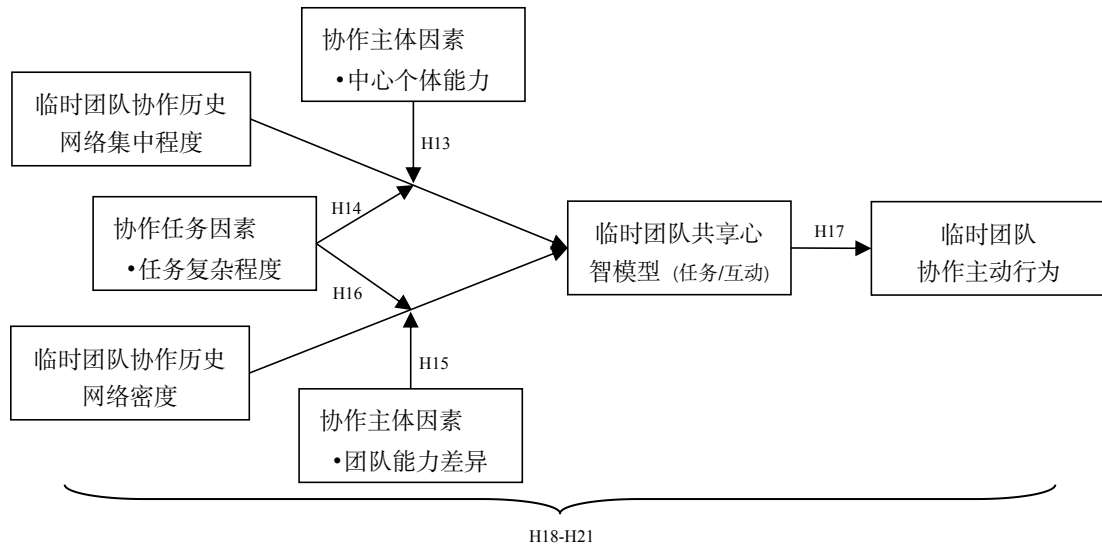 协作主体因素
•中心个体能力
临时团队协作历史
网络集中程度
H13
H14
协作任务因素
•任务复杂程度
临时团队共享心
智模型 (任务/互动)
H17
临时团队
协作主动行为
H16
临时团队协作历史
网络密度
H15
协作主体因素
•团队能力差异
H18-H21